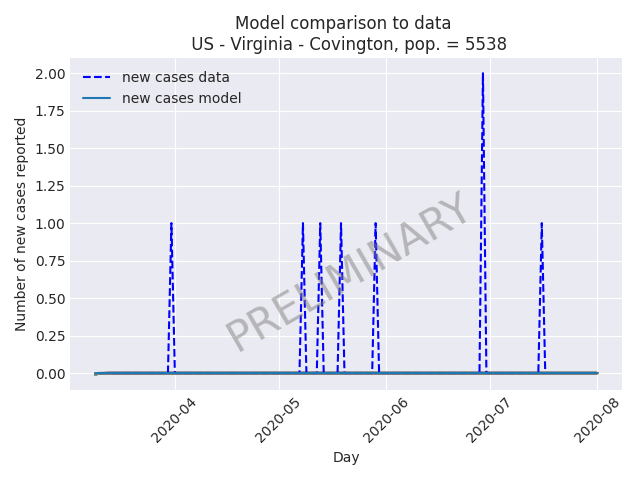 Model comparison to data
US - Virginia - Covington, pop. = 5538
new cases data
new cases model
Number of new cases reported
2.00
1.75
1.50
1.25
1.00
0.75
0.50
0.25
0.00
PRELIMINARY
2020-04
2020-05
2020-06
2020-07
2020-08
Day